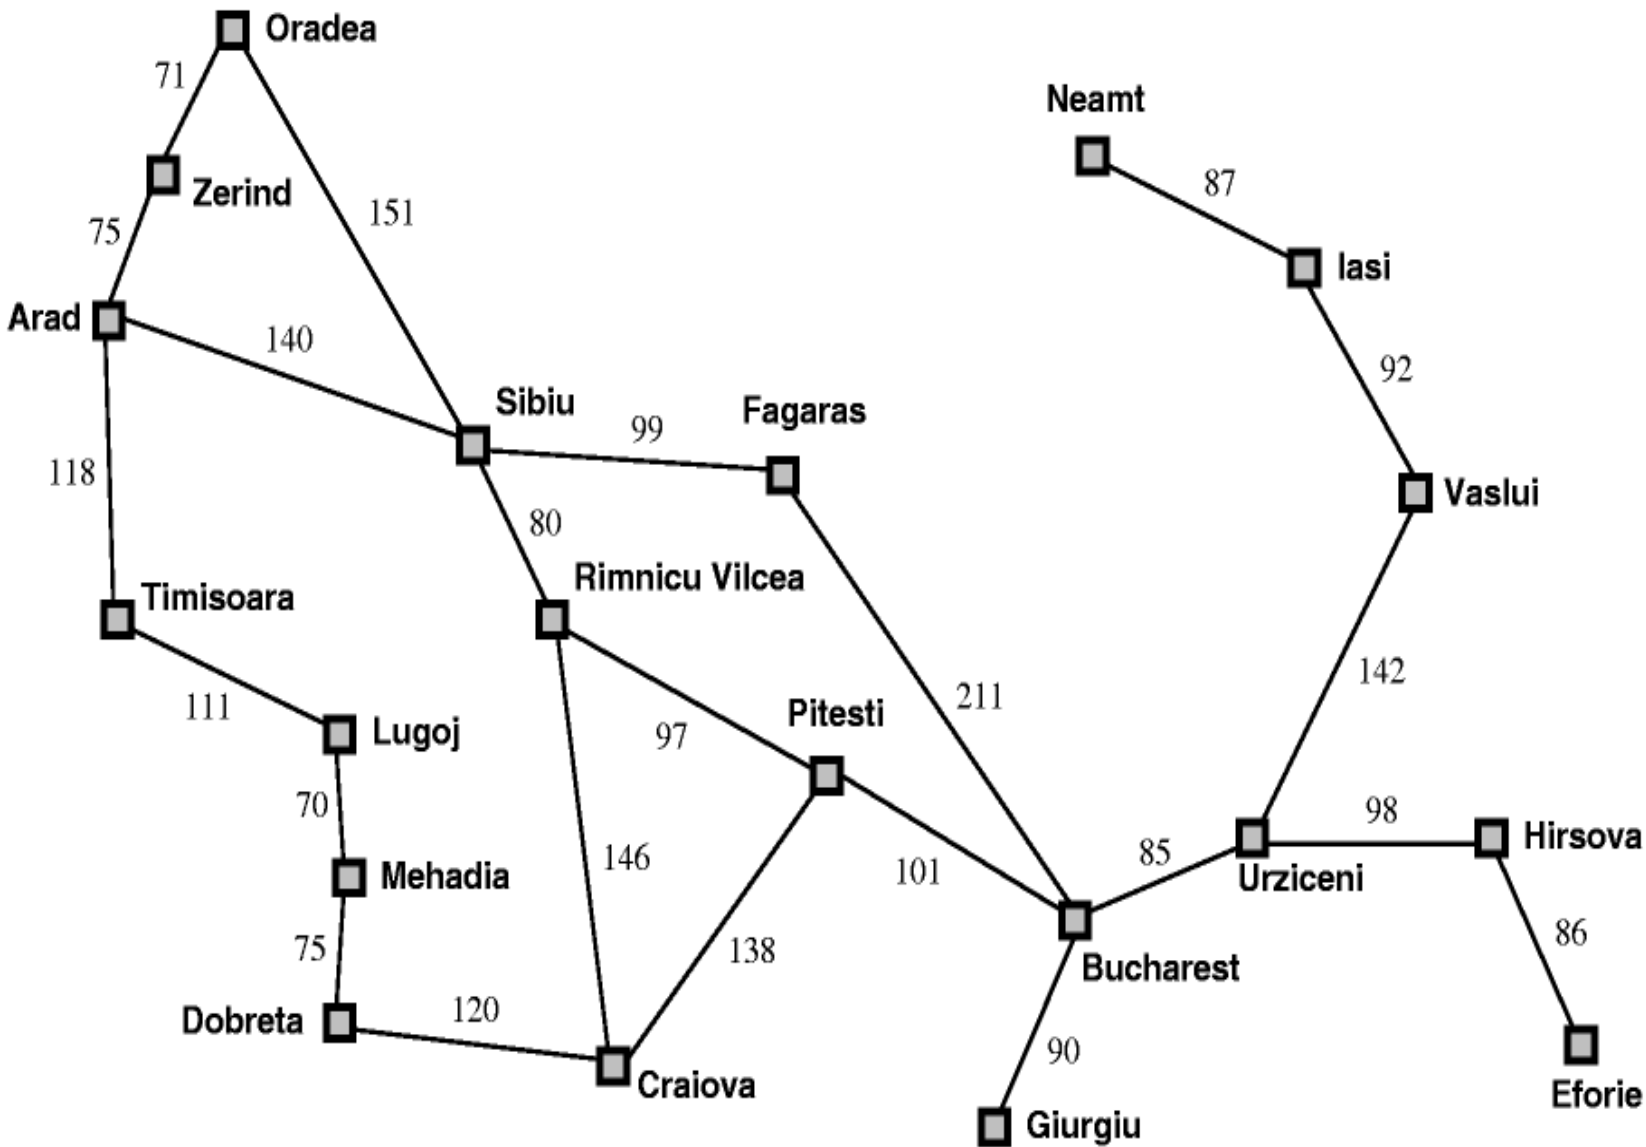 Oradea
71
Neamt
87
Zerind
151
75
Iasi
Arad
140
92
Sibiu
Fagaras
99
118
Vaslui
80
Rimnicu Vilcea
Timisoara
142
211
111
Pitesti
97
Lugoj
70
98
Hirsova
146
85
101
Urziceni
Mehadia
86
75
138
Bucharest
120
Dobreta
90
Craiova
Eforie
Giurgiu